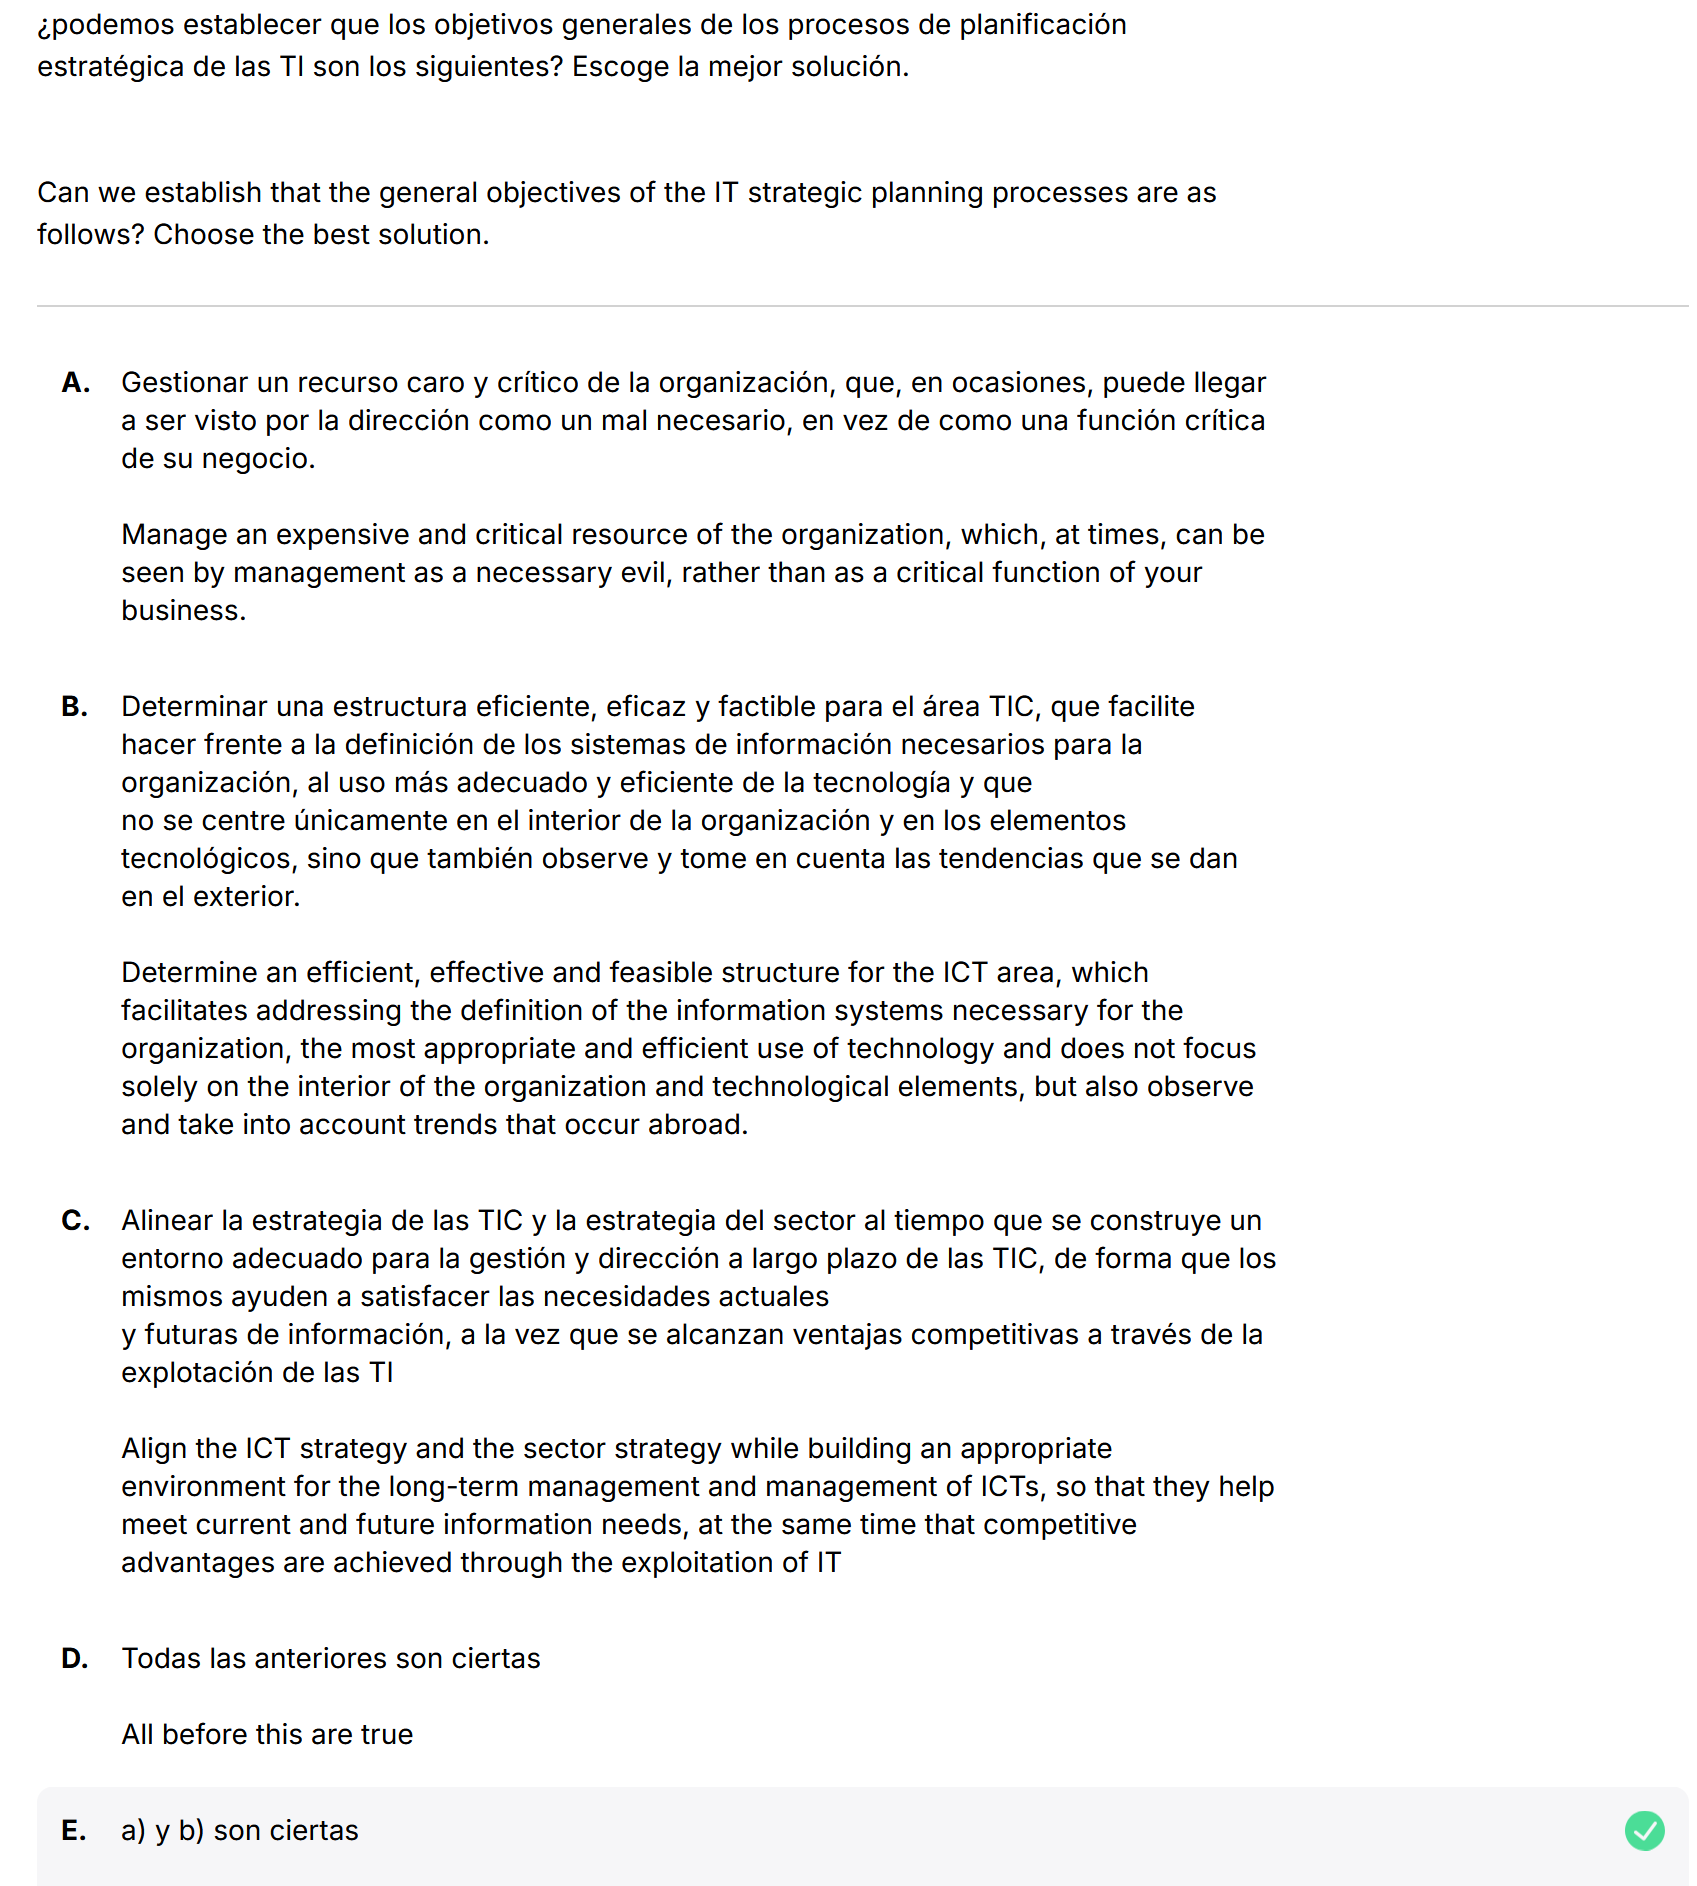 ¿podemos establecer que los objetivos generales de los procesos de planificación
estratégica de las TI son los siguientes? Escoge la mejor solución.
Can we establish that the general objectives of the IT strategic planning processes are as
follows? Choose the best solution.
A. Gestionar un recurso caro y crítico de la organización, que, en ocasiones, puede llegar
a ser visto por la dirección como un mal necesario, en vez de como una función crítica
de su negocio.
Manage an expensive and critical resource of the organization, which, at times, can be
seen by management as a necessary evil, rather than as a critical function of your
business.
B. Determinar una estructura eficiente, eficaz y factible para el área TIC, que facilite
hacer frente a la definición de los sistemas de información necesarios para la
organización, al uso más adecuado y eficiente de la tecnología y que
no se centre únicamente en el interior de la organización y en los elementos
tecnológicos, sino que también observe y tome en cuenta las tendencias que se dan
en el exterior.
Determine an efficient, effective and feasible structure for the ICT area, which
facilitates addressing the definition of the information systems necessary for the
organization, the most appropriate and efficient use of technology and does not focus
solely on the interior of the organization and technological elements, but also observe
and take into account trends that occur abroad.
C. Alinear la estrategia de las TIC y la estrategia del sector al tiempo que se construye un
entorno adecuado para la gestión y dirección a largo plazo de las TIC, de forma que los
mismos ayuden a satisfacer las necesidades actuales
y futuras de información, a la vez que se alcanzan ventajas competitivas a través de la
explotación de las TI
Align the ICT strategy and the sector strategy while building an appropriate
environment for the long-term management and management of ICTs, so that they help
meet current and future information needs, at the same time that competitive
advantages are achieved through the exploitation of IT
D. Todas las anteriores son ciertas
All before this are true
E. a) y b) son ciertas